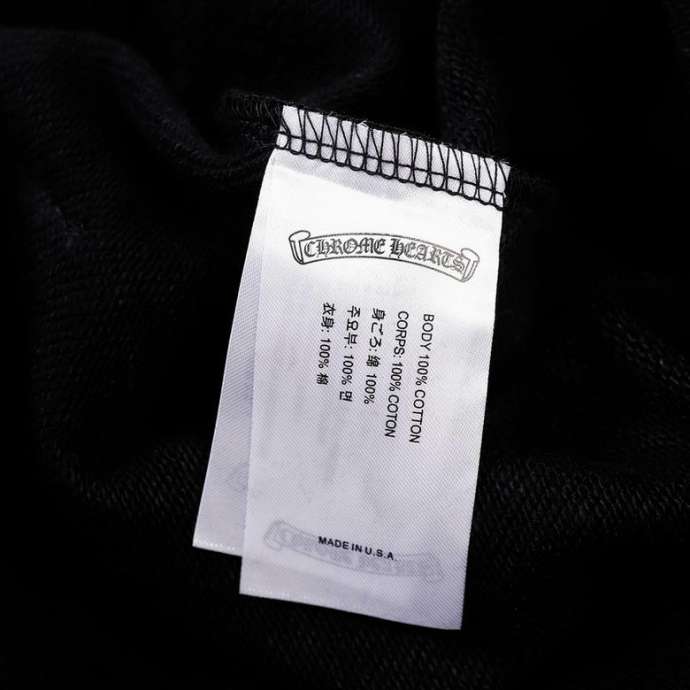 CHROME HEARTS
BODY 100% COTTON
CORPS: 100% COTON
身ごろ: 綿 100%
주요부: 100% 면
衣身: 100% 棉
MADE IN U.S.A.